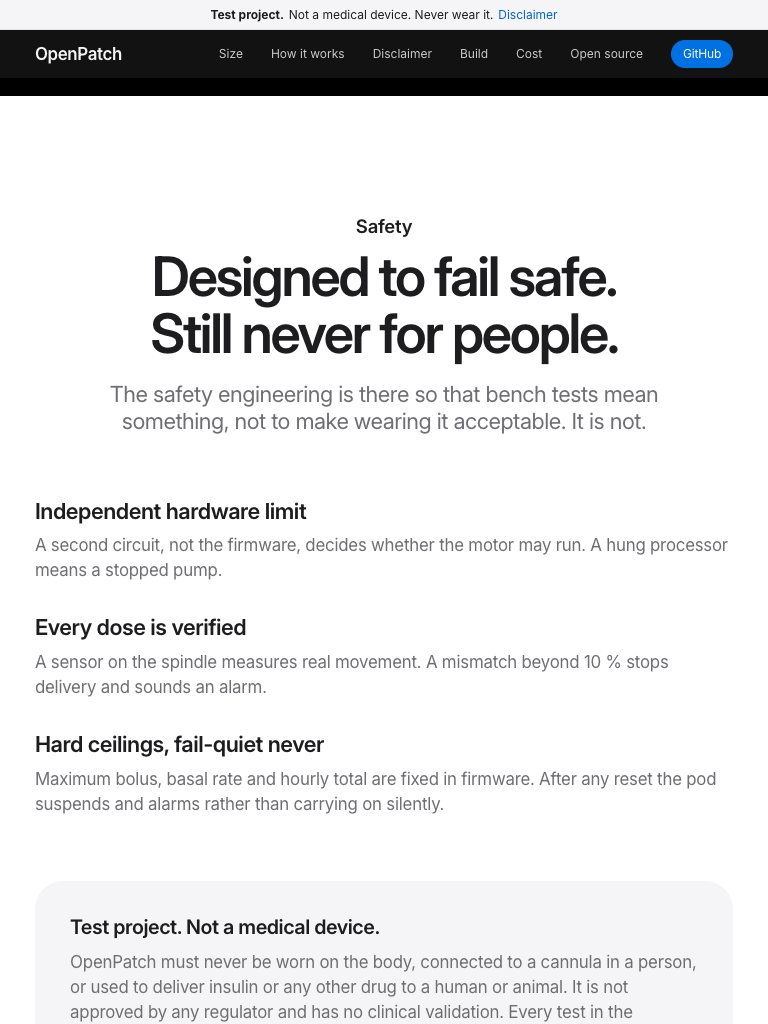 Test project. Not a medical device. Never wear it. Disclaimer
OpenPatch Size How it works Disclaimer Build Cost Open source GitHub
Safety
Designed to fail safe.
Still never for people.
The safety engineering is there so that bench tests mean
something, not to make wearing it acceptable. It is not.
Independent hardware limit
A second circuit, not the firmware, decides whether the motor may run. A hung processor
means a stopped pump.
Every dose is verified
A sensor on the spindle measures real movement. A mismatch beyond 10 % stops
delivery and sounds an alarm.
Hard ceilings, fail-quiet never
Maximum bolus, basal rate and hourly total are fixed in firmware. After any reset the pod
suspends and alarms rather than carrying on silently.
Test project. Not a medical device.
OpenPatch must never be worn on the body, connected to a cannula in a person,
or used to deliver insulin or any other drug to a human or animal. It is not
approved by any regulator and has no clinical validation. Every test in the